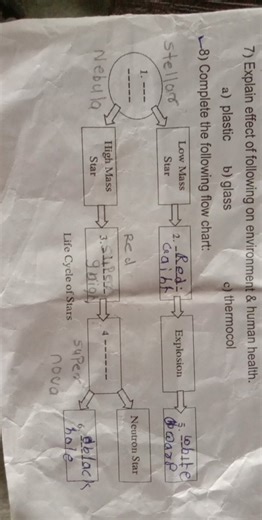 7) Explain effect of following on environment & human health:
a) plastic b) glass c) thermocol
8) Complete the following flow chart:
stellar
Nebula
1. ---
-----
Low Mass
Star
2. - Red
Explosion
5. white
High Mass
Star
Red
3.
4 ------
super
nova
Neutron Star
6. black
hole
Life Cycle of Stars